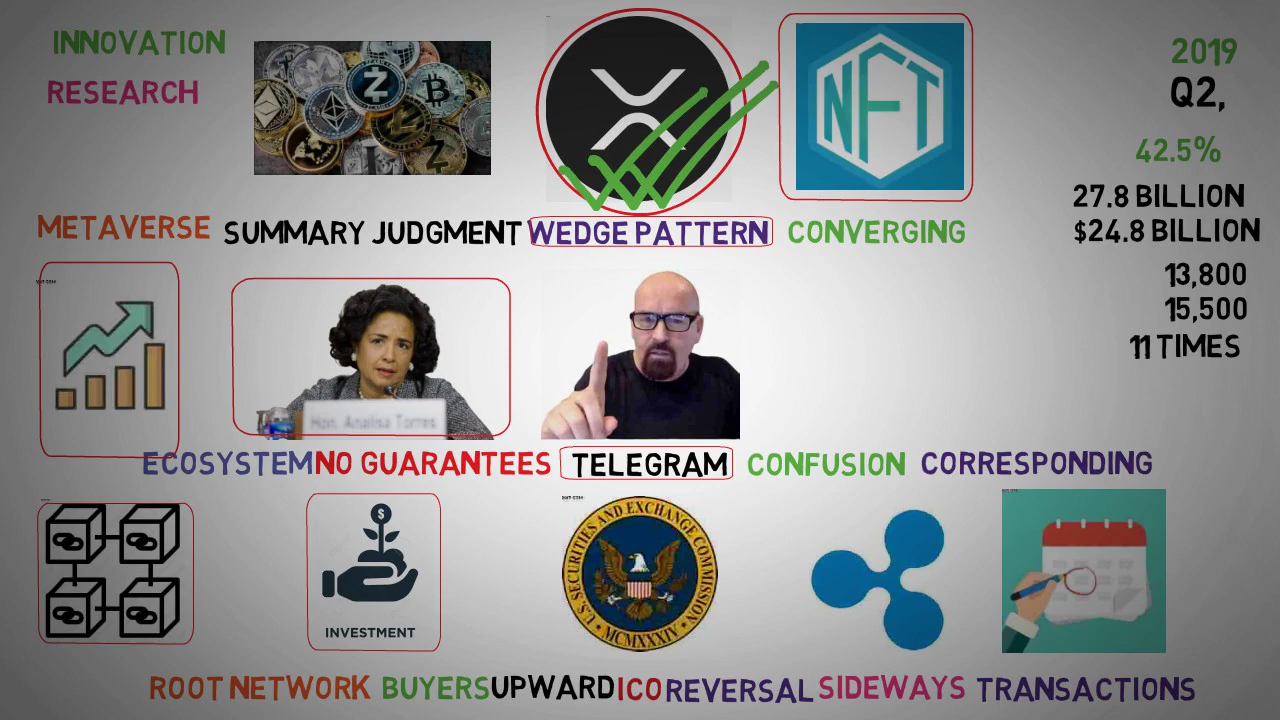 INNOVATION
RESEARCH
NFT
2019
Q2,
42.5%
27.8 BILLION
$24.8 BILLION
13,800
15,500
11 TIMES
METAVERSE SUMMARY JUDGMENT WEDGE PATTERN CONVERGING
Hon. Analisa Torres
ECOSYSTEM NO GUARANTEES TELEGRAM CONFUSION CORRESPONDING
$
INVESTMENT
U.S. SECURITIES AND EXCHANGE COMMISSION
MCMXXXIV
ROOT NETWORK BUYERS UPWARD ICO REVERSAL SIDEWAYS TRANSACTIONS